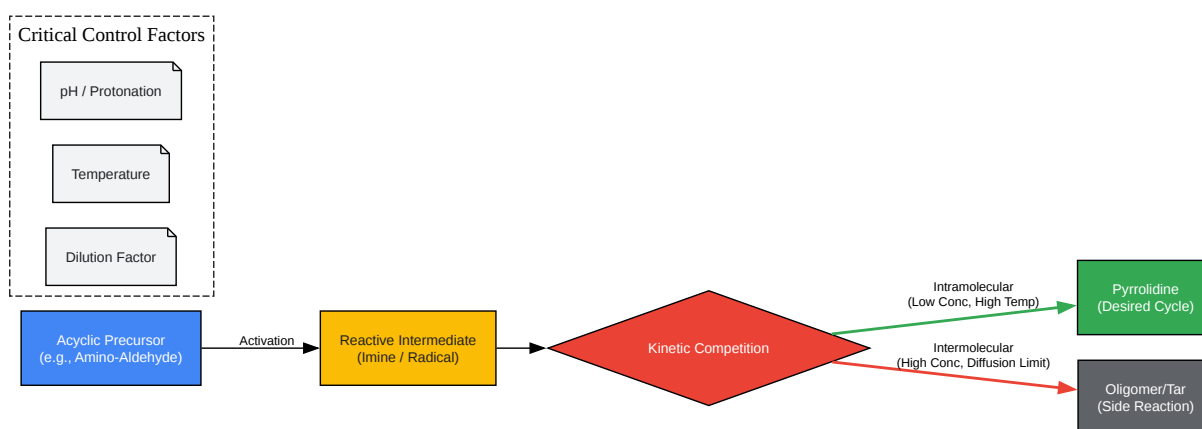 Critical Control Factors
pH / Protonation
Temperature
Dilution Factor
Acyclic Precursor
(e.g., Amino-Aldehyde)
Activation
Reactive Intermediate
(Imine / Radical)
Kinetic Competition
Intramolecular
(Low Conc, High Temp)
Intermolecular
(High Conc, Diffusion Limit)
Pyrrolidine
(Desired Cycle)
Oligomer/Tar
(Side Reaction)